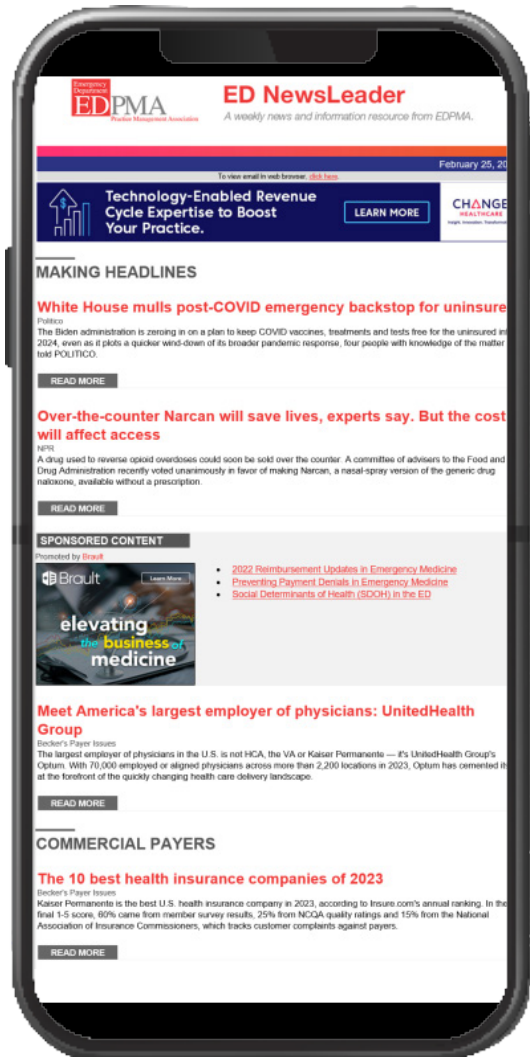 Emergency
Department
EDPMA
Practice Management Association
ED NewsLeader
A weekly news and information resource from EDPMA.
February 25, 20
To view email in web browser, click here.
Technology-Enabled Revenue
Cycle Expertise to Boost
Your Practice.
LEARN MORE
CHANGE
HEALTHCARE
Insight. Innovation. Transformat
MAKING HEADLINES
White House mulls post-COVID emergency backstop for uninsure
Politico
The Biden administration is zeroing in on a plan to keep COVID vaccines, treatments and tests free for the uninsured int
2024, even as it plots a quicker wind-down of its broader pandemic response, four people with knowledge of the matter
told POLITICO.
READ MORE
Over-the-counter Narcan will save lives, experts say. But the cost
will affect access
NPR
A drug used to reverse opioid overdoses could soon be sold over the counter. A committee of advisers to the Food and
Drug Administration recently voted unanimously in favor of making Narcan, a nasal-spray version of the generic drug
naloxone, available without a prescription.
READ MORE
SPONSORED CONTENT
Promoted by Brault
Brault
Learn More
elevating
the business of
medicine
• 2022 Reimbursement Updates in Emergency Medicine
• Preventing Payment Denials in Emergency Medicine
• Social Determinants of Health (SDOH) in the ED
Meet America's largest employer of physicians: UnitedHealth
Group
Becker's Payer Issues
The largest employer of physicians in the U.S. is not HCA, the VA or Kaiser Permanente — it's UnitedHealth Group's
Optum. With 70,000 employed or aligned physicians across more than 2,200 locations in 2023, Optum has cemented its
at the forefront of the quickly changing health care delivery landscape.
READ MORE
COMMERCIAL PAYERS
The 10 best health insurance companies of 2023
Becker's Payer Issues
Kaiser Permanente is the best U.S. health insurance company in 2023, according to Insure.com's annual ranking. In the
final 1-5 score, 60% came from member survey results, 25% from NCQA quality ratings and 15% from the National
Association of Insurance Commissioners, which tracks customer complaints against payers.
READ MORE